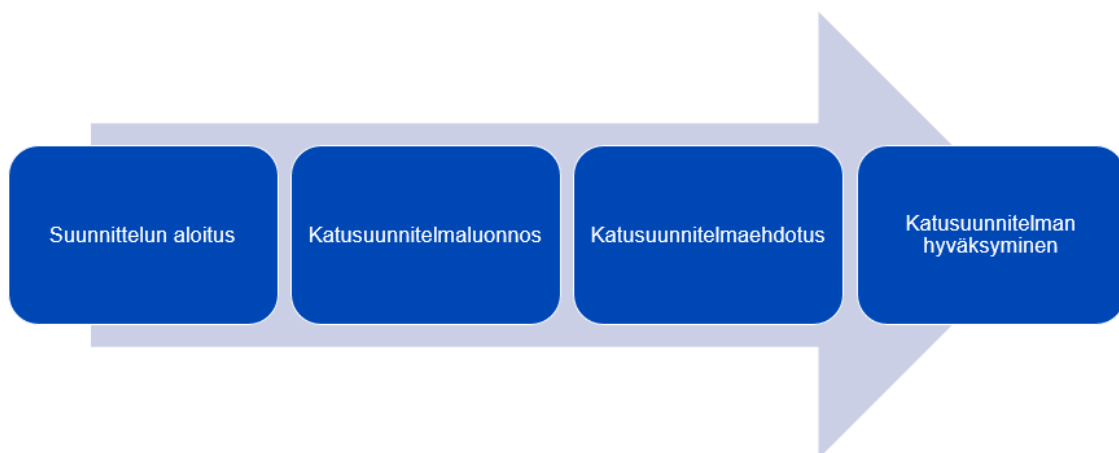 Suunnittelun aloitus
Katusuunnitelmaluonnos
Katusuunnitelmaehdotus
Katusuunnitelman
hyväksyminen